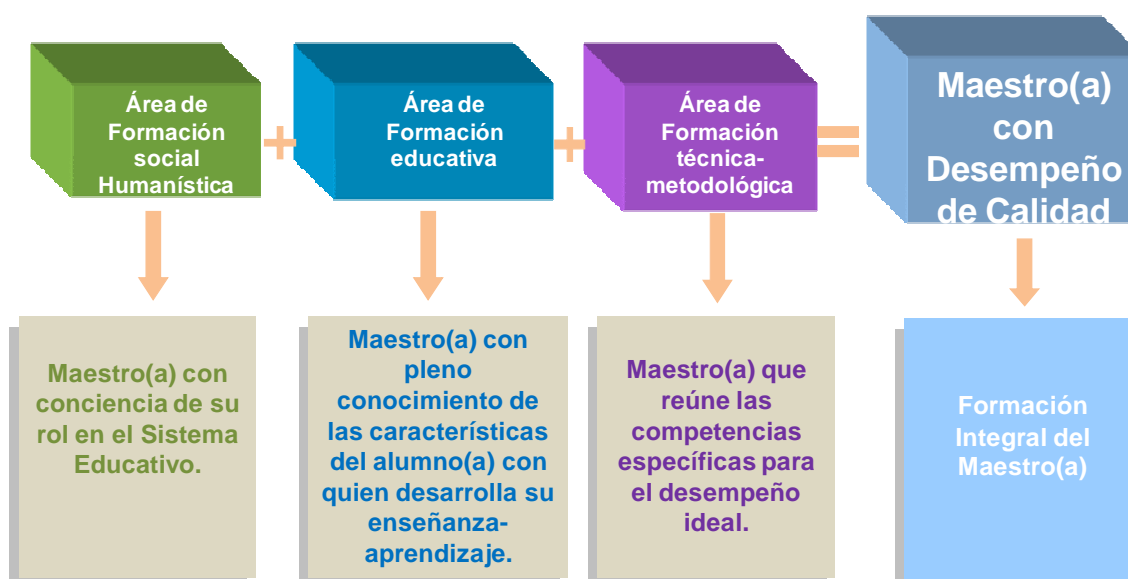 Área de
Formación
social
Humanística
+
Área de
Formación
educativa
+
Área de
Formación
técnica-
metodológica
=
Maestro(a)
con
Desempeño
de Calidad
Maestro(a) con
conciencia de su
rol en el Sistema
Educativo.
Maestro(a) con
pleno
conocimiento de
las características
del alumno(a) con
quien desarrolla su
enseñanza-
aprendizaje.
Maestro(a) que
reúne las
competencias
específicas para
el desempeño
ideal.
Formación
Integral del
Maestro(a)